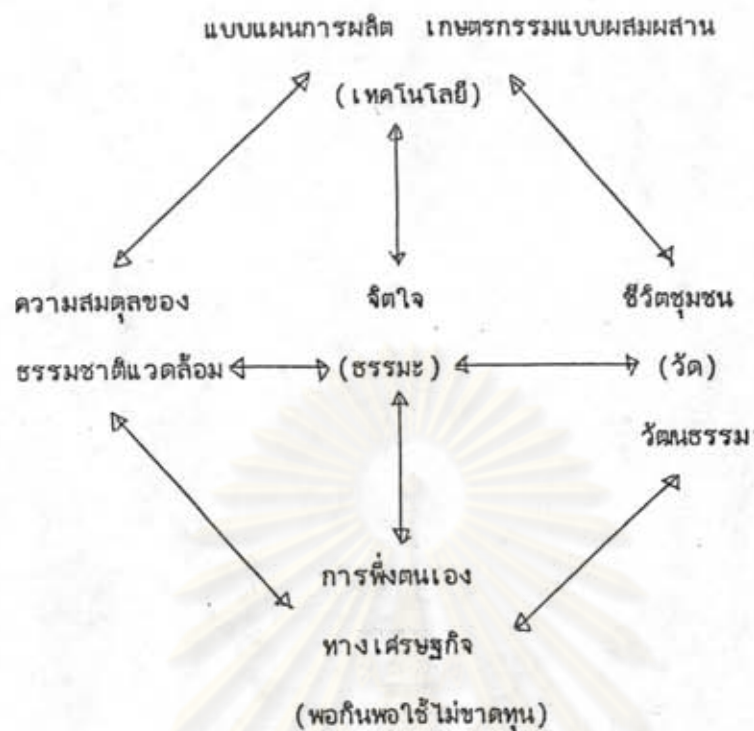 แบบแผนการผลิต เกษตรกรรมแบบผสมผสาน
(เทคโนโลยี)
ความสมดุลของ จิตใจ ชีวิตชุมชน
ธรรมชาติแวดล้อม (ธรรมะ) (วัด)
วัฒนธรรม
การพึ่งตนเอง
ทางเศรษฐกิจ
(พอกินพอใช้ไม่ขาดทุน)